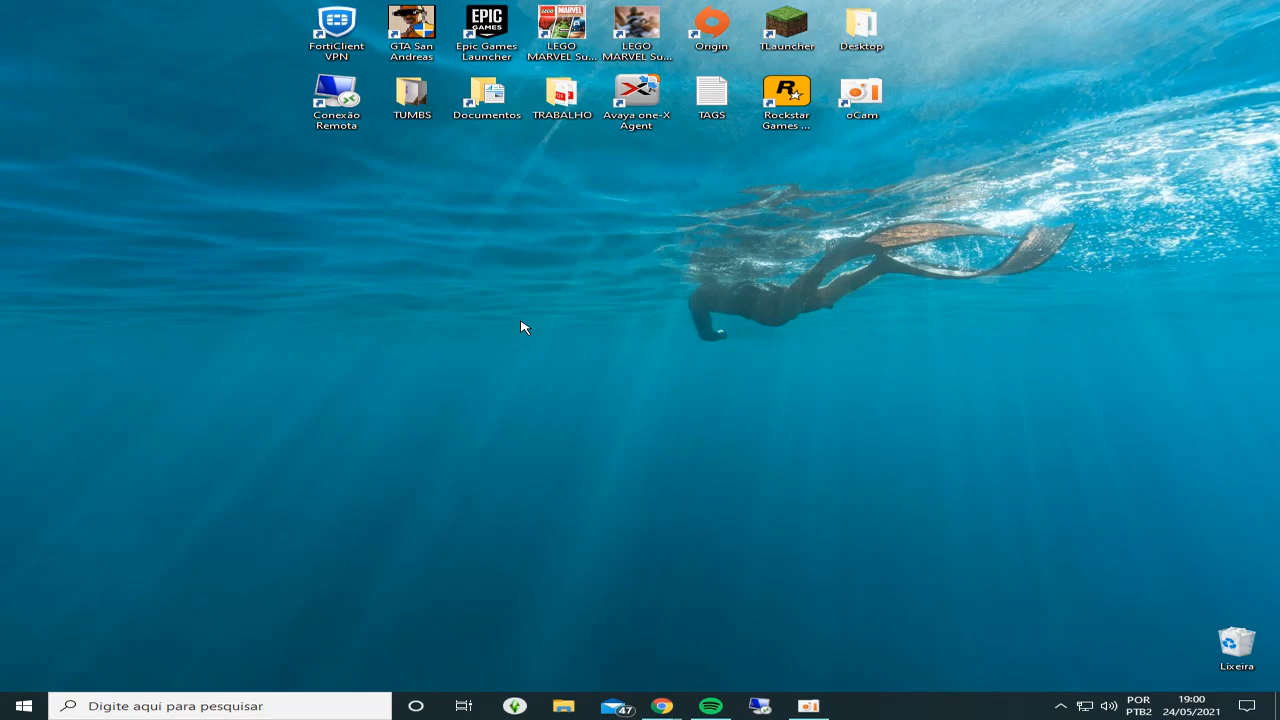 FortiClient VPN
GTA San Andreas
EPIC GAMES
Epic Games Launcher
LEGO MARVEL Su...
LEGO MARVEL Su...
Origin
TLauncher
Desktop
Conexão Remota
TUMBS
Documentos
TRABALHO
Avaya one-X Agent
TAGS
Rockstar Games ...
oCam
Lixeira
Digite aqui para pesquisar
47
POR
PTB2
19:00
24/05/2021